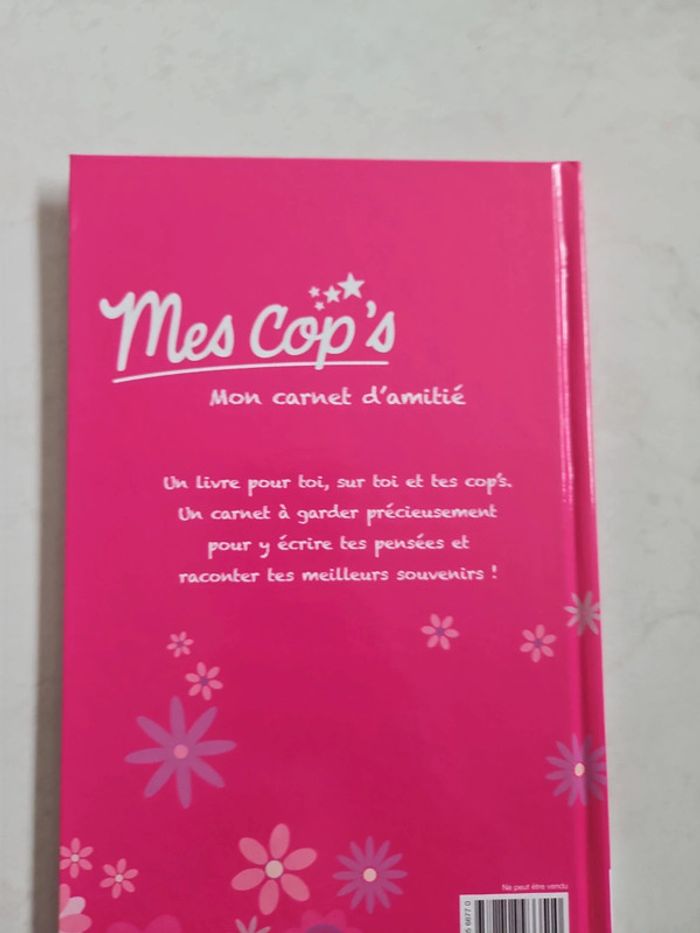 Mes Cop's
Mon carnet d'amitié
Un livre pour toi, sur toi et tes cop's.
Un carnet à garder précieusement
pour y écrire tes pensées et
raconter tes meilleurs souvenirs !
Ne peut être vendu